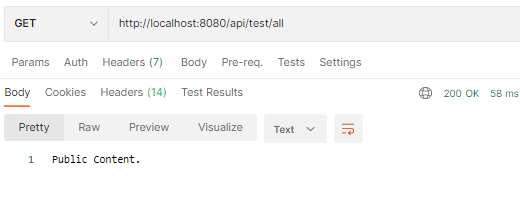 GET http://localhost:8080/api/test/all
Params Auth Headers (7) Body Pre-req. Tests Settings
Body Cookies Headers (14) Test Results 200 OK 58 ms
Pretty Raw Preview Visualize Text
1 Public Content.